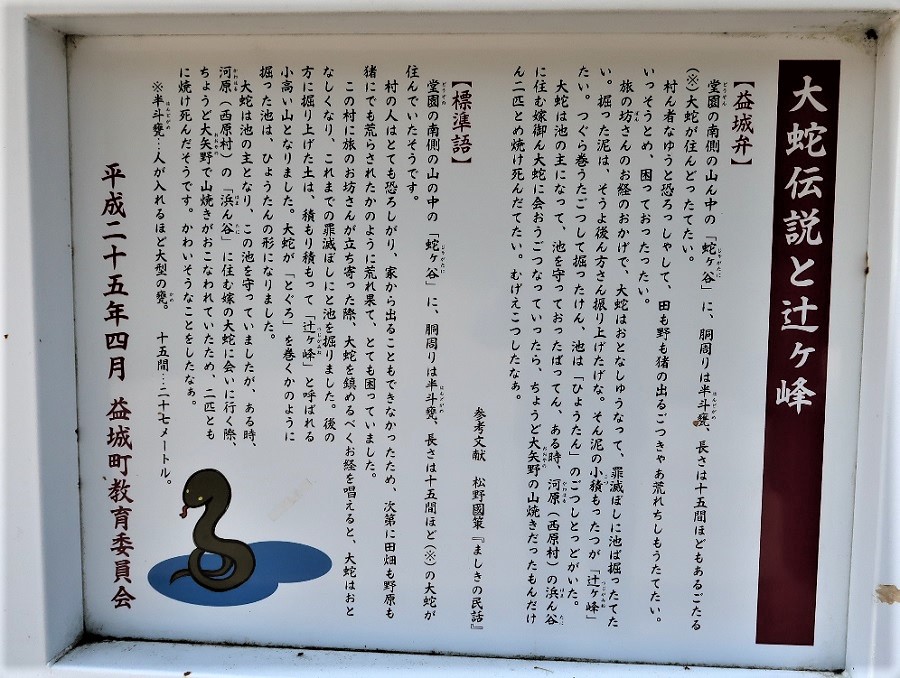 大蛇伝説と辻ヶ峰
【益城弁】
堂園の南側の山ん中の「蛇ヶ谷」に、胴周りは半斗甕、長さは十五間ほどもあるごたる
(※)大蛇が住んどったてたい。
村ん者なゆうと恐ろっしゃして、田も野も猪の出るごつきゃあ荒れちしもうたてたい。
いっそうとめ、困っておったったい。
旅の坊さんのお経のおかげで、大蛇はおとなしゆうなって、罪滅ぼしに池ば掘ったてた
い。掘った泥は、そうよ後ん方さん振り上げたげな。そん泥の小積もったつが「辻ヶ峰」
たい。つぐら巻うたごつして掘ったけん、池は「ひょうたん」のごつしとっどがいた。
大蛇は池の主になって、池を守っておったばってん、ある時、河原(西原村)の浜ん谷
に住む嫁御ん大蛇に会おうごつなっていったら、ちょうど大矢野の山焼きだったもんだけ
ん二匹とめ焼け死んだてたい。むげえこつしたなぁ。
参考文献 松野國策『ましきの民話』
【標準語】
堂園の南側の山の中の「蛇ヶ谷」に、胴周りは半斗甕、長さは十五間ほど(※)の大蛇が
住んでいたそうです。
村の人はとても恐ろしがり、家から出ることもできなかったため、次第に田畑も野原も
猪にでも荒らされたかのように荒れ果て、とても困っていました。
この村に旅のお坊さんが立ち寄った際、大蛇を鎮めるべくお経を唱えると、大蛇はおと
なしくなり、これまでの罪滅ぼしにと池を掘りました。後の
方に掘り上げた土は、積もり積もって「辻ヶ峰」と呼ばれる
小高い山となりました。大蛇が「とぐろ」を巻くかのように
掘った池は、ひょうたんの形になりました。
大蛇は池の主となり、この池を守っていましたが、ある時、
河原(西原村)の「浜ん谷」に住む嫁の大蛇に会いに行く際、
ちょうど大矢野で山焼きがおこなわれていたため、二匹とも
に焼け死んだそうです。かわいそうなことをしたなぁ。
※半斗甕…人が入れるほど大型の甕。 十五間…二十七メートル。
平成二十五年四月 益城町教育委員会